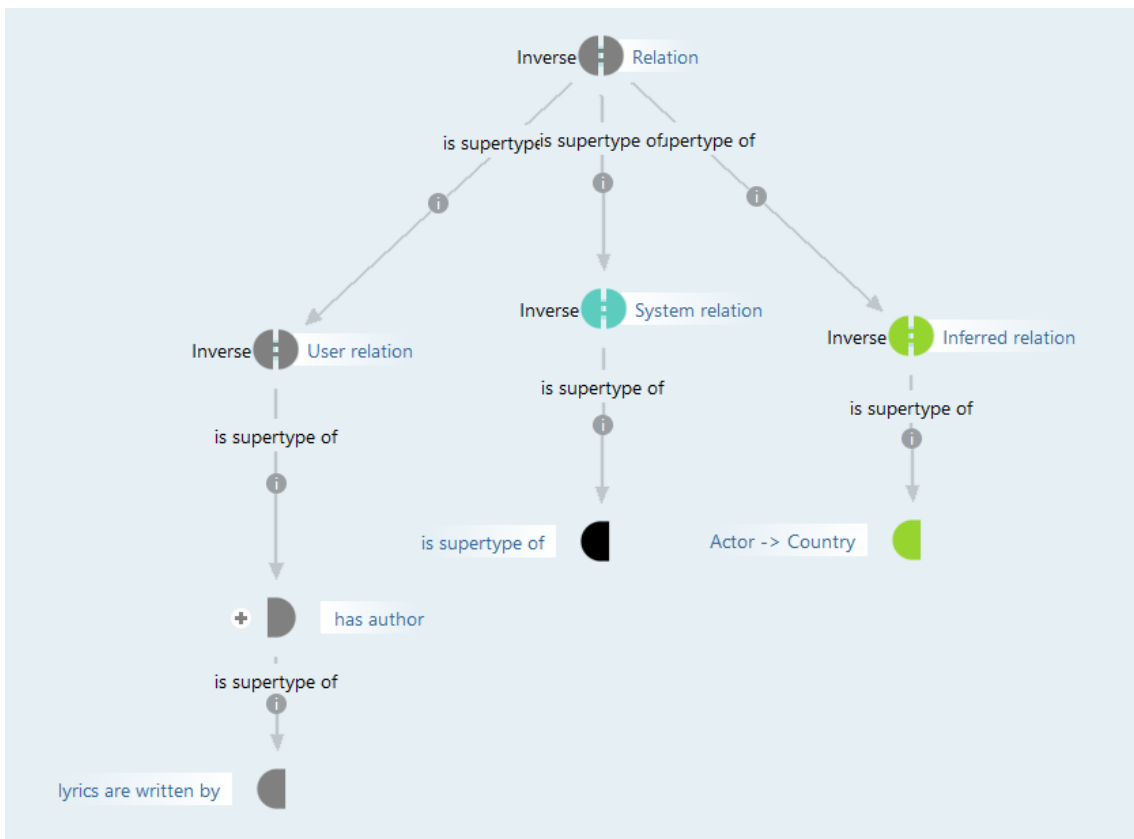 Inverse Relation
is supertype is supertype of pertype of
Inverse System relation
Inverse Inferred relation
Inverse User relation
is supertype of
is supertype of
is supertype of
is supertype of
Actor -> Country
has author
is supertype of
lyrics are written by